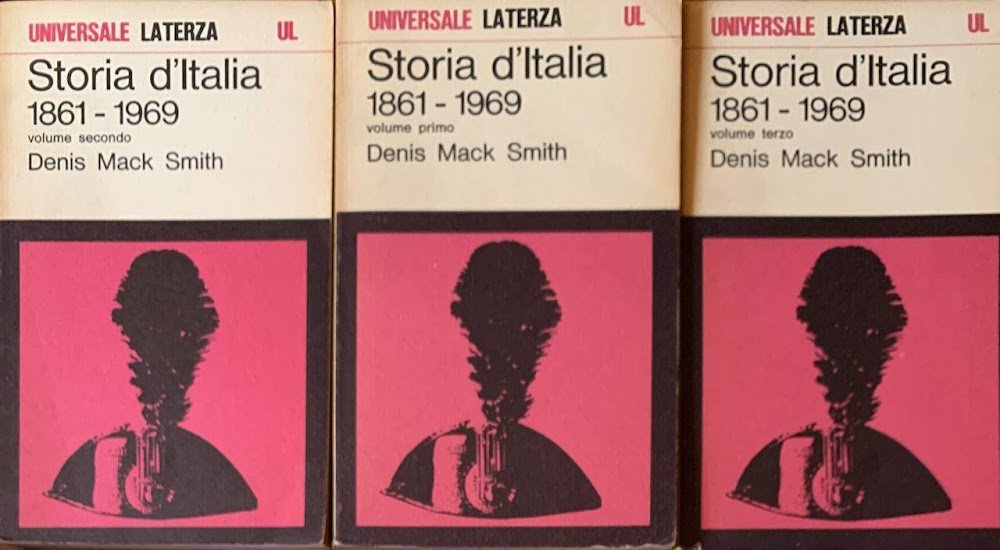 UNIVERSALE LATERZA UL
Storia d'Italia
1861 - 1969
volume secondo
Denis Mack Smith
UNIVERSALE LATERZA UL
Storia d'Italia
1861 - 1969
volume primo
Denis Mack Smith
UNIVERSALE LATERZA UL
Storia d'Italia
1861 - 1969
volume terzo
Denis Mack Smith